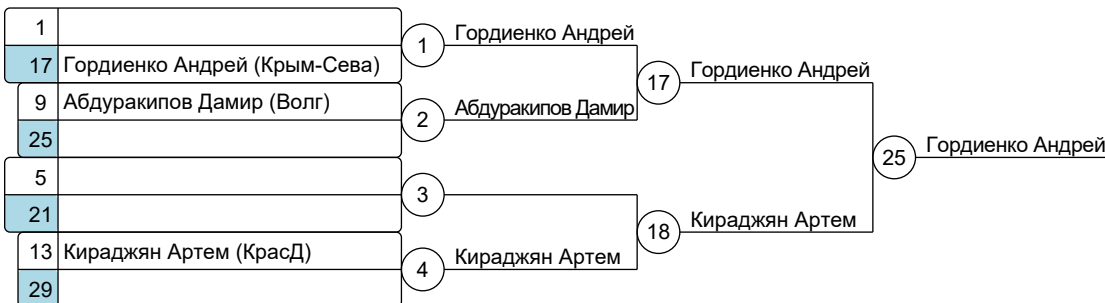 1
17 Гордиенко Андрей (Крым-Сева)
9 Абдуракипов Дамир (Волг)
25
5
21
13 Кираджян Артем (КрасД)
29
1
2
3
4
Гордиенко Андрей
Абдуракипов Дамир
Кираджян Артем
17
18
Гордиенко Андрей
Кираджян Артем
25
Гордиенко Андрей